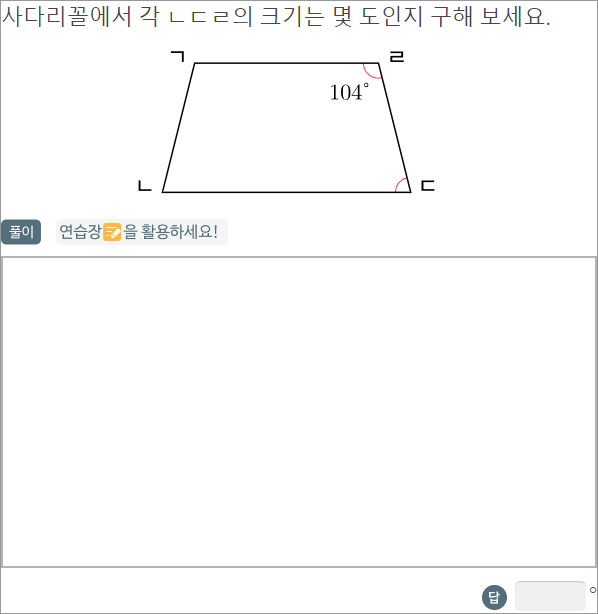 사다리꼴에서 각 ㄴㄷㄹ의 크기는 몇 도인지 구해 보세요.
ㄱ ㄹ
104°
ㄴ ㄷ
풀이 연습장을 활용하세요!
답 °